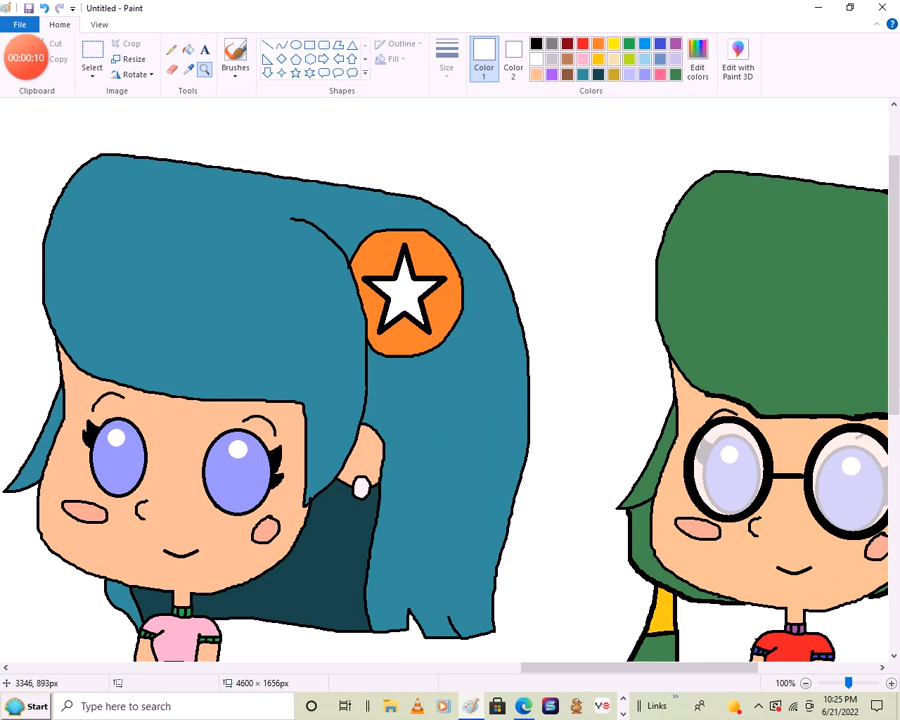 Untitled - Paint
File
Home
View
00:00:10
Cut
Copy
Clipboard
Select
Crop
Resize
Rotate
Image
A
Tools
Brushes
Shapes
Outline
Fill
Size
Color
1
Color
2
Colors
Edit
colors
Edit with
Paint 3D
3346, 893px
4600 × 1656px
100%
Start
Type here to search
Links
10:25 PM
6/21/2022